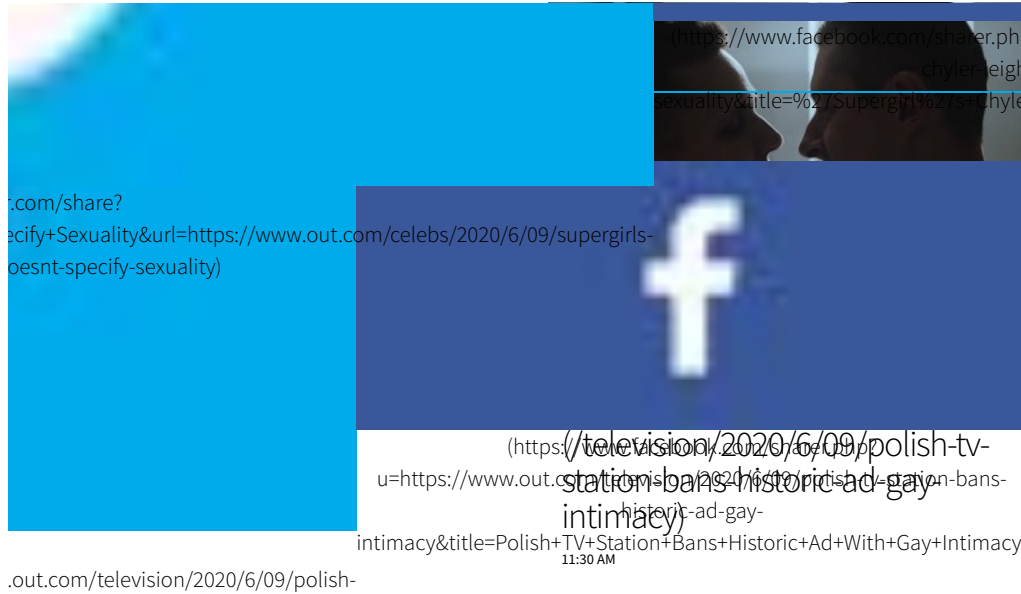 (https://www.facebook.com/sharer.ph
chyler-leigh
sexuality&title=%27Supergirl%27s+Chyle
r.com/share?
ecify+Sexuality&url=https://www.out.com/celebs/2020/6/09/supergirls-
oesnt-specify-sexuality)
f
(/television/2020/6/09/polish-tv-
station-bans-historic-ad-gay-
intimacy)
(https://www.facebook.com/sharer.php?
u=https://www.out.com/television/2020/6/09/polish-tv-station-bans-
historic-ad-gay-
intimacy&title=Polish+TV+Station+Bans+Historic+Ad+With+Gay+Intimacy
11:30 AM
.out.com/television/2020/6/09/polish-